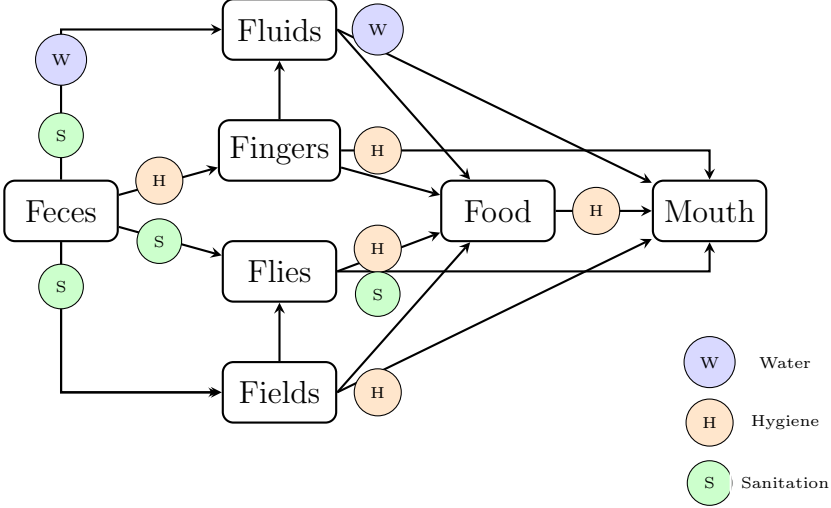 Fluids
W
W
S
Fingers
H
H
Feces
Food
H
Mouth
S
H
Flies
S
S
Fields
H
W Water
H Hygiene
S Sanitation